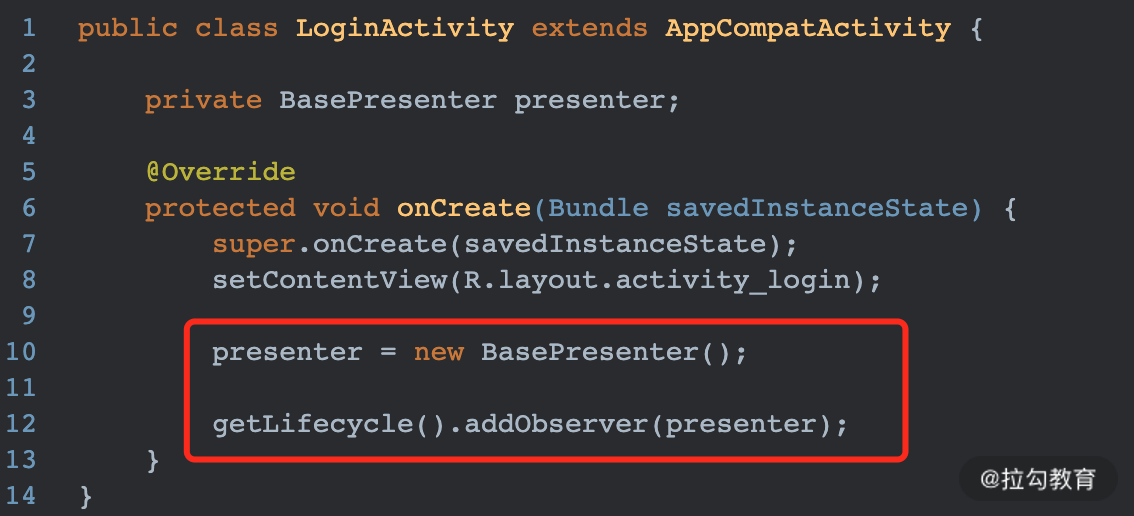 1 public class LoginActivity extends AppCompatActivity {
2
3     private BasePresenter presenter;
4
5     @Override
6     protected void onCreate(Bundle savedInstanceState) {
7         super.onCreate(savedInstanceState);
8         setContentView(R.layout.activity_login);
9
10         presenter = new BasePresenter();
11
12         getLifecycle().addObserver(presenter);
13     }
14 }
@拉勾教育